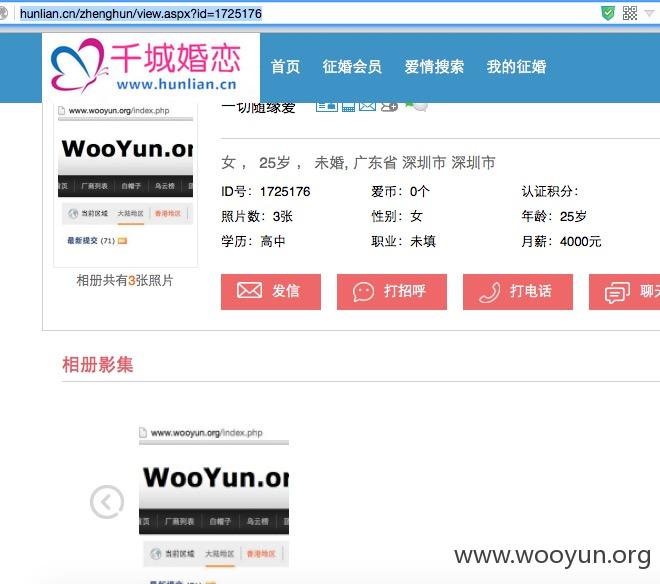 hunlian.cn/zhenghun/view.aspx?id=1725176
千城婚恋
www.hunlian.cn
首页 征婚会员 爱情搜索 我的征婚
www.wooyun.org/index.php
WooYun.or
首页 厂商列表 白帽子 乌云榜
当前区域 大陆地区 香港地区
最新提交 (71)
相册共有3张照片
一切随缘爱
女， 25岁， 未婚, 广东省 深圳市 深圳市
ID号：1725176 爱币：0个 认证积分：
照片数：3张 性别：女 年龄：25岁
学历：高中 职业：未填 月薪：4000元
发信 打招呼 打电话 聊天
相册影集
www.wooyun.org/index.php
WooYun.or
首页 厂商列表 白帽子 乌云榜
当前区域 大陆地区 香港地区
www.wooyun.org